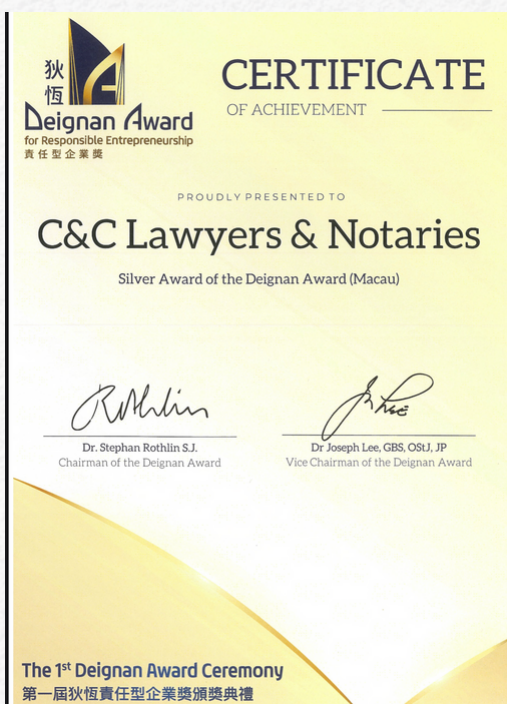 狄
恆
Deignan Award
for Responsible Entrepreneurship
責任型企業獎
CERTIFICATE
OF ACHIEVEMENT
PROUDLY PRESENTED TO
C&C Lawyers & Notaries
Silver Award of the Deignan Award (Macau)
Rothlin
Jn Lee
Dr. Stephan Rothlin S.J.
Chairman of the Deignan Award
Dr Joseph Lee, GBS, OStJ, JP
Vice Chairman of the Deignan Award
The 1st Deignan Award Ceremony
第一屆狄恆責任型企業獎頒獎典禮